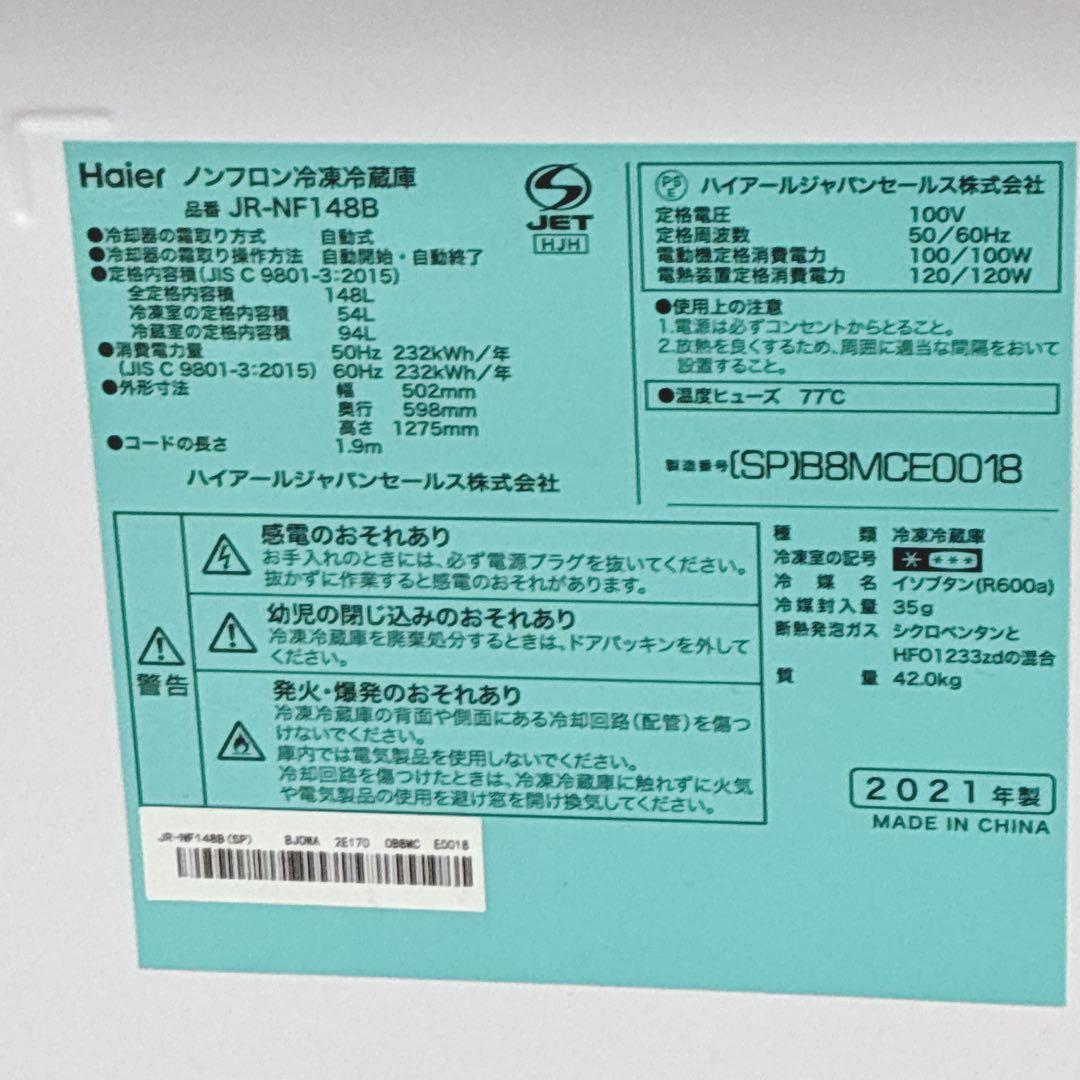 Haier ノンフロン冷凍冷蔵庫
品番 JR-NF148B
●冷却器の霜取り方式 自動式
●冷却器の霜取り操作方法 自動開始・自動終了
●定格内容積(JIS C 9801-3:2015)
全定格内容積 148L
冷凍室の定格内容積 54L
冷蔵室の定格内容積 94L
●消費電力量 50Hz 232kWh/年
(JIS C 9801-3:2015) 60Hz 232kWh/年
●外形寸法 幅 502mm
奥行 598mm
高さ 1275mm
●コードの長さ 1.9m
ハイアールジャパンセールス株式会社
JET
HJH
PSE ハイアールジャパンセールス株式会社
定格電圧 100V
定格周波数 50/60Hz
電動機定格消費電力 100/100W
電熱装置定格消費電力 120/120W
●使用上の注意
1.電源は必ずコンセントからとること。
2.放熱を良くするため、周囲に適当な間隔をおいて
設置すること。
●温度ヒューズ 77℃
製造番号(SP)B8MCE0018
警告
感電のおそれあり
お手入れのときには、必ず電源プラグを抜いてください。
抜かずに作業すると感電のおそれがあります。
幼児の閉じ込みのおそれあり
冷凍冷蔵庫を廃棄処分するときは、ドアパッキンを外して
ください。
発火・爆発のおそれあり
冷凍冷蔵庫の背面や側面にある冷却回路(配管)を傷つ
けないでください。
庫内では電気製品を使用しないでください。
冷却回路を傷つけたときは、冷凍冷蔵庫に触れずに火気
や電気製品の使用を避け窓を開け換気してください。
種類 冷凍冷蔵庫
冷凍室の記号 * ***
冷媒名 イソブタン(R600a)
冷媒封入量 35g
断熱発泡ガス シクロペンタンと
HFO1233zdの混合
質量 42.0kg
2021年製
MADE IN CHINA
JR-NF148B(SP) BJ0MA 2E170 0B8MC E0018